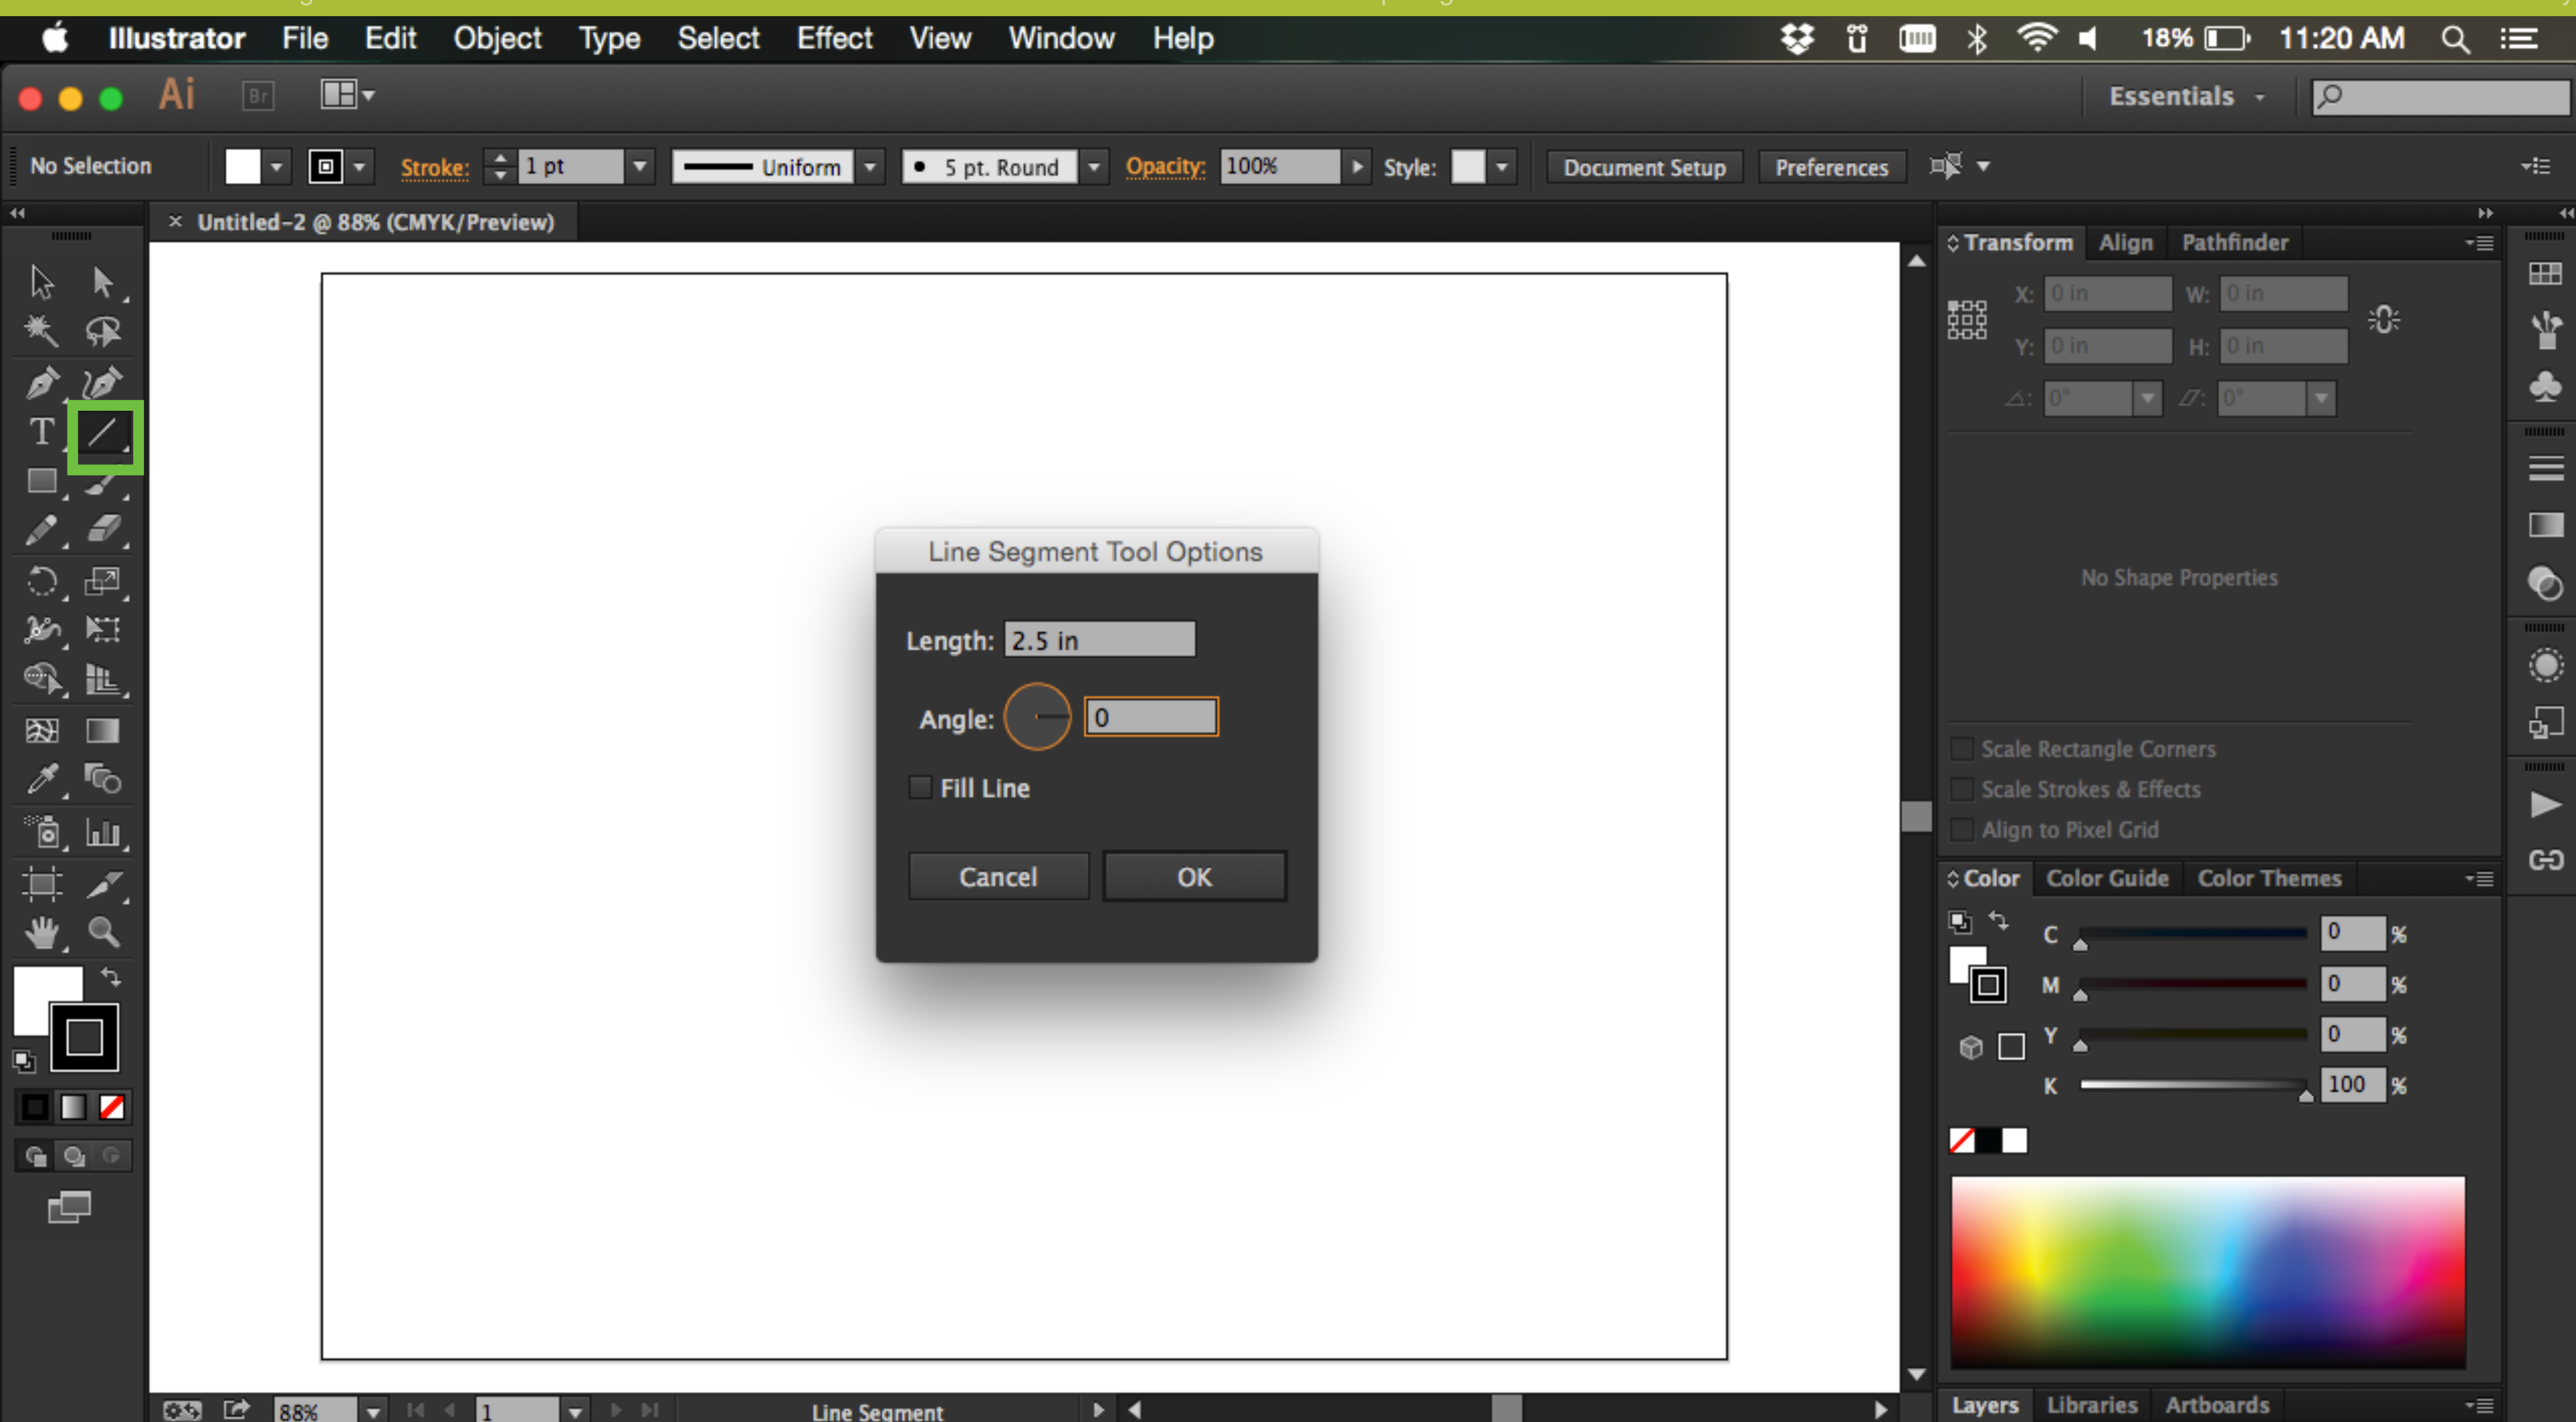 Illustrator File Edit Object Type Select Effect View Window Help 18% 11:20 AM
Ai Br Essentials
No Selection Stroke: 1 pt Uniform 5 pt. Round Opacity: 100% Style: Document Setup Preferences
× Untitled-2 @ 88% (CMYK/Preview)
Transform Align Pathfinder
X: 0 in W: 0 in
Y: 0 in H: 0 in
0° 0°
T
Line Segment Tool Options
Length: 2.5 in
Angle: 0
Fill Line
Cancel OK
No Shape Properties
Scale Rectangle Corners
Scale Strokes & Effects
Align to Pixel Grid
Color Color Guide Color Themes
C 0 %
M 0 %
Y 0 %
K 100 %
88% 1 Line Segment
Layers Libraries Artboards